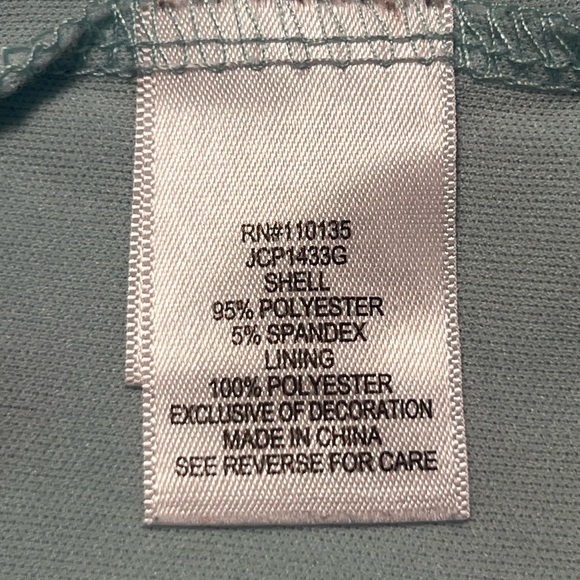 RN#110135
JCP1433G
SHELL
95% POLYESTER
5% SPANDEX
LINING
100% POLYESTER
EXCLUSIVE OF DECORATION
MADE IN CHINA
SEE REVERSE FOR CARE